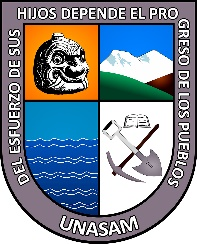 DEL ESFUERZO DE SUS HIJOS DEPENDE EL PROGRESO DE LOS PUEBLOS
UNASAM